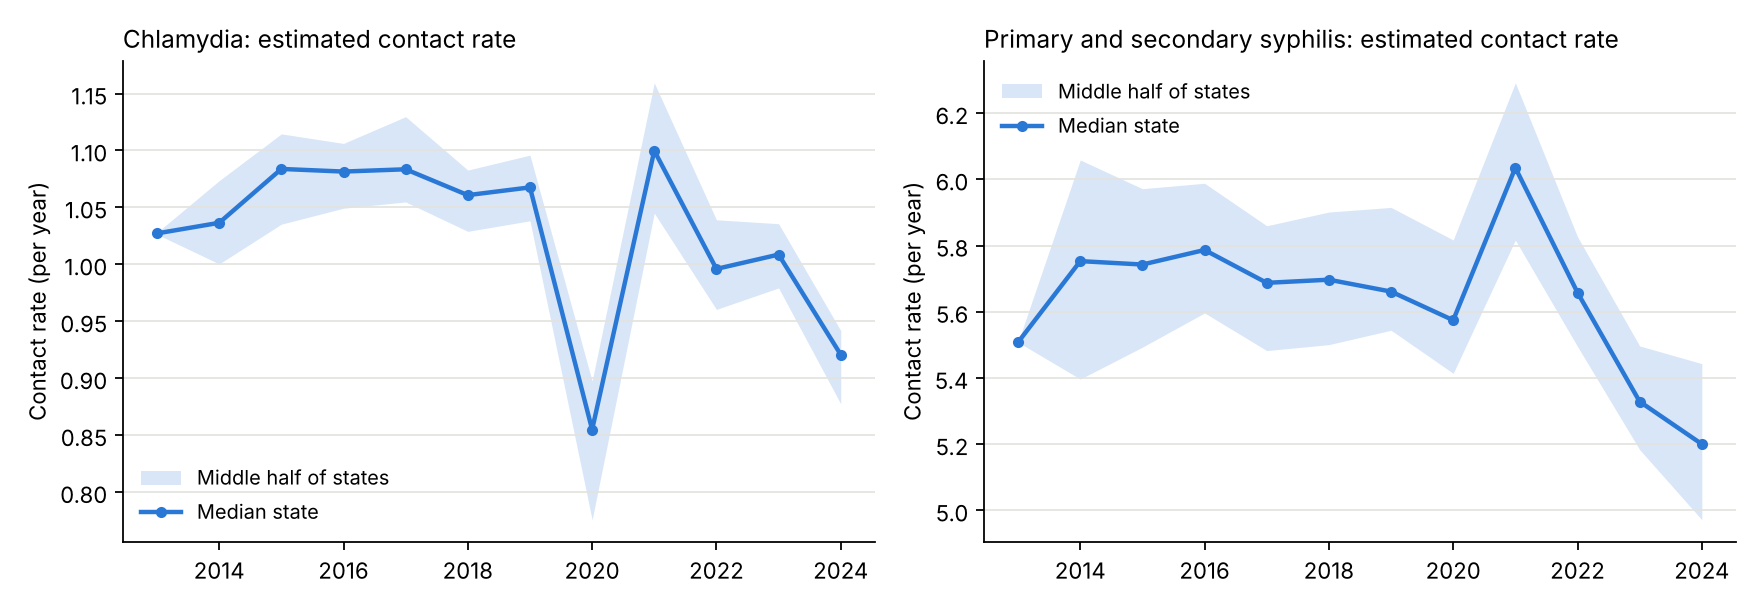 Chlamydia: estimated contact rate
Contact rate (per year)
1.15
1.10
1.05
1.00
0.95
0.90
0.85
0.80
Middle half of states
Median state
2014 2016 2018 2020 2022 2024
Primary and secondary syphilis: estimated contact rate
Contact rate (per year)
Middle half of states
Median state
6.2
6.0
5.8
5.6
5.4
5.2
5.0
2014 2016 2018 2020 2022 2024